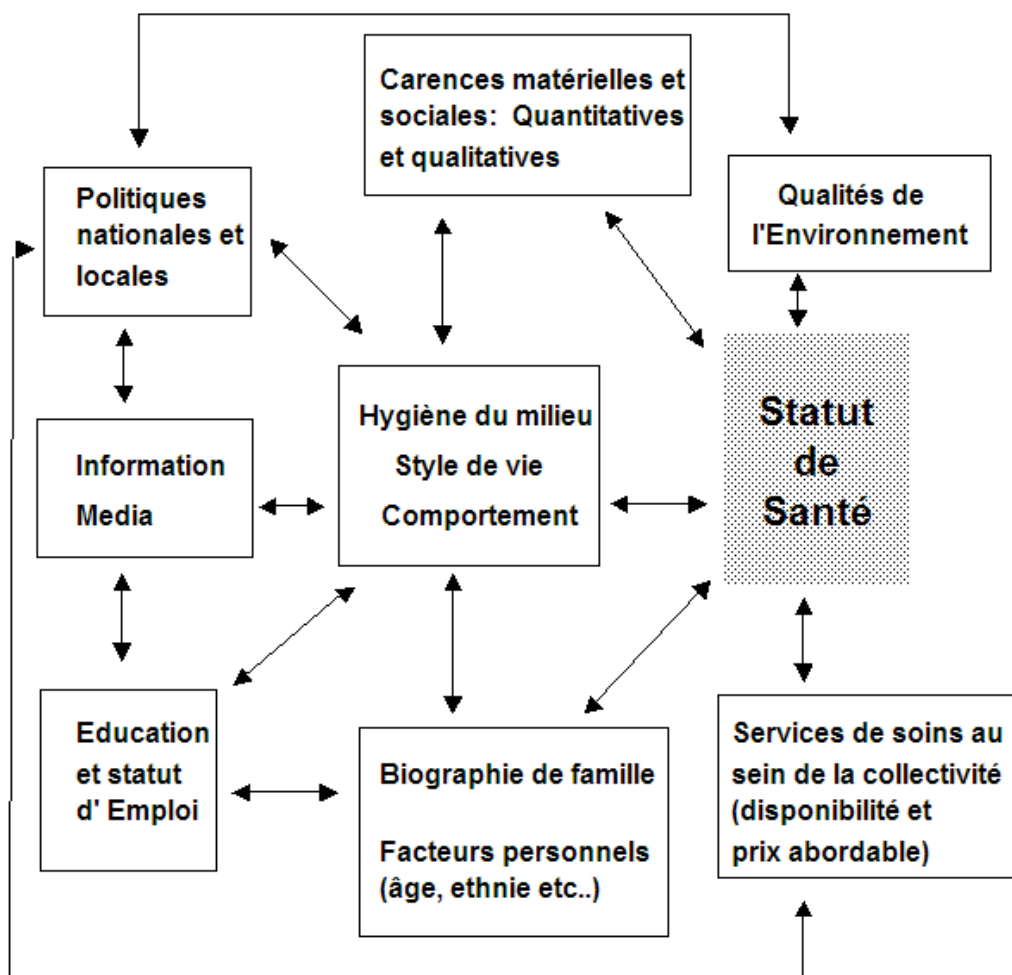 Carences matérielles et
sociales: Quantitatives
et qualitatives
Politiques
nationales et
locales
Qualités de
l'Environnement
Hygiène du milieu
Style de vie
Comportement
Information
Media
Statut
de
Santé
Education
et statut
d' Emploi
Biographie de famille
Facteurs personnels
(âge, ethnie etc..)
Services de soins au
sein de la collectivité
(disponibilité et
prix abordable)